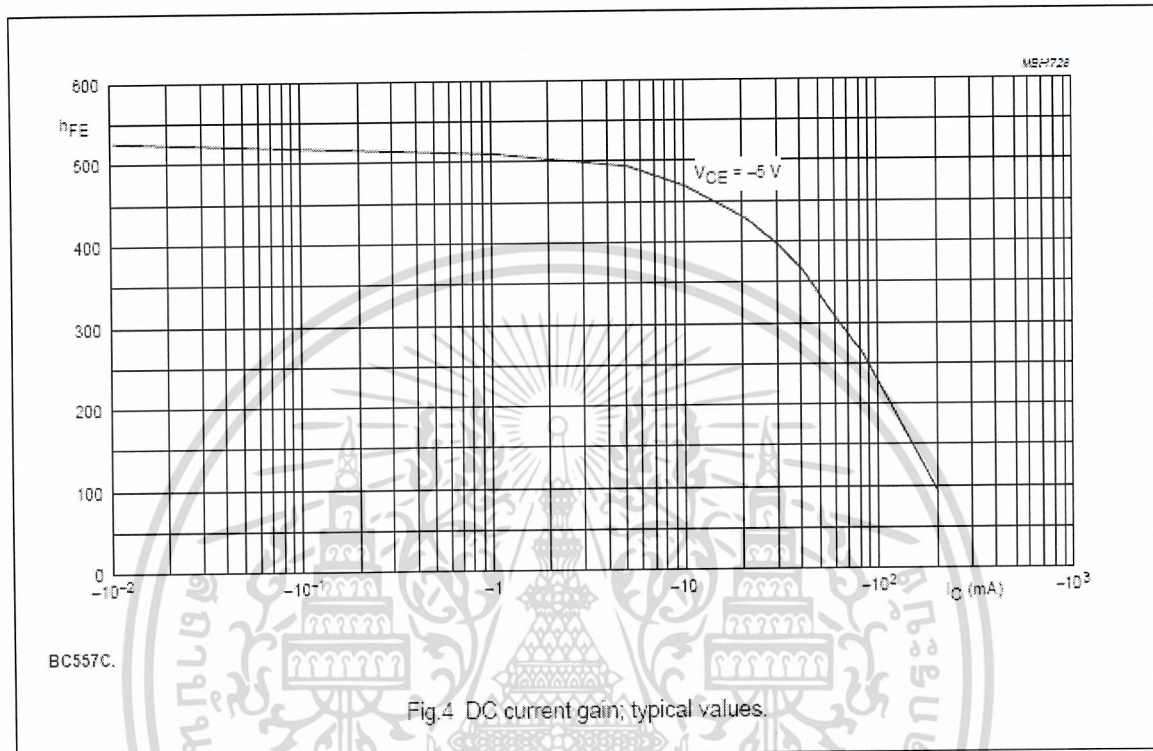 MBH728
600
hFE
500
VCE = −5 V
400
300
200
100
0
−10⁻² −10⁻¹ −1 −10 −10² IC (mA) −10³
BC557C.
Fig.4 DC current gain; typical values.